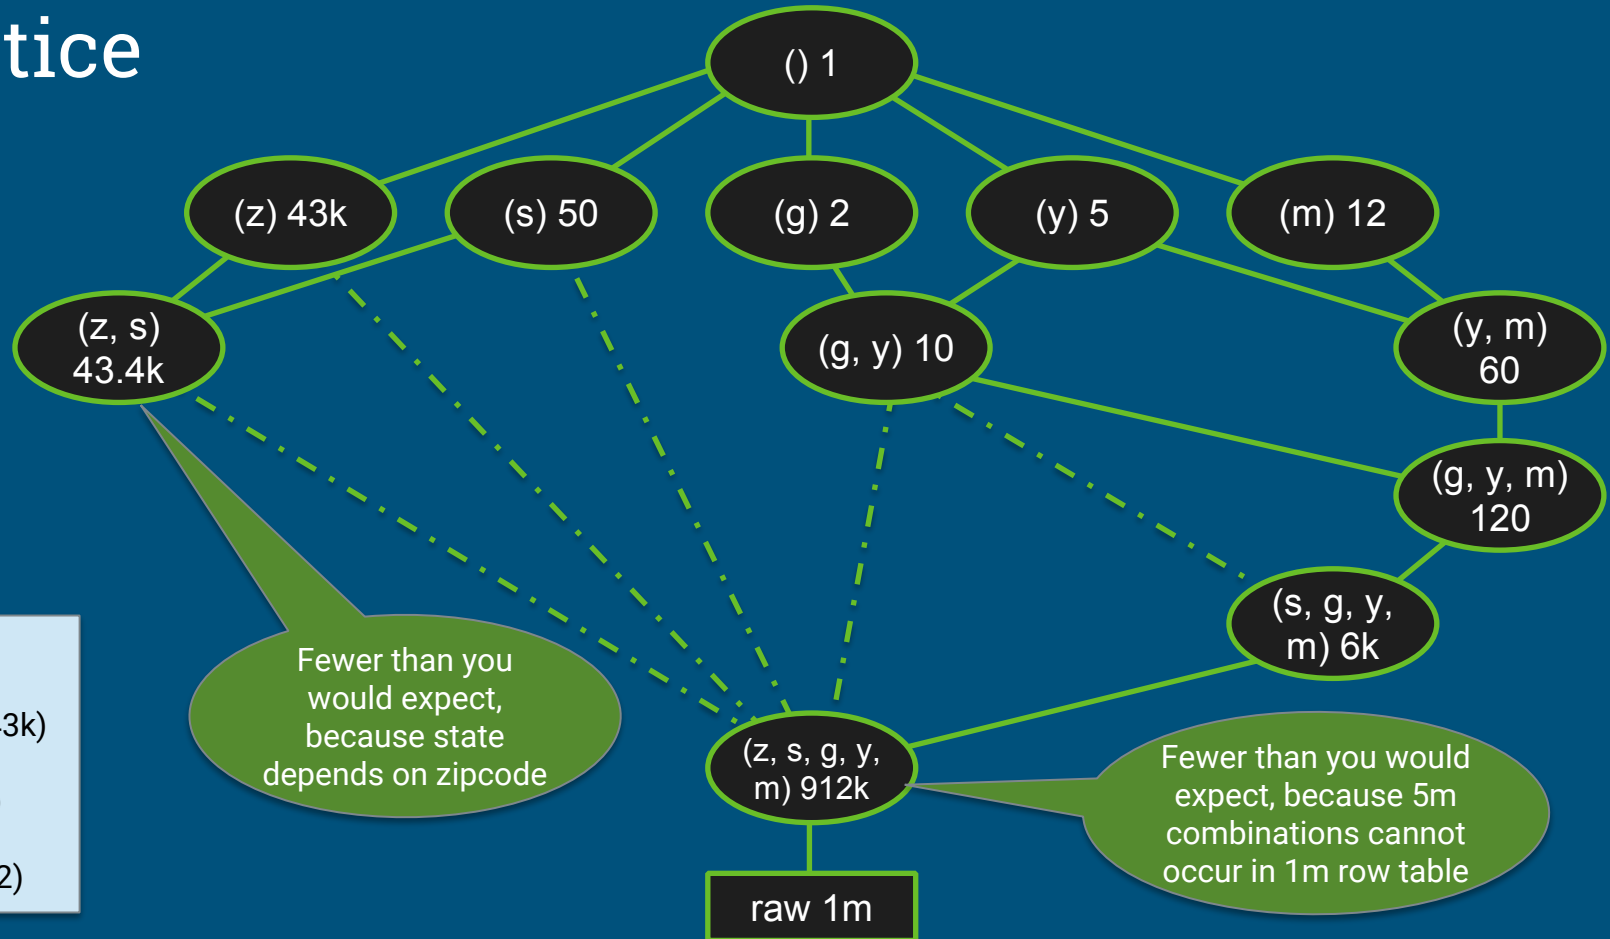 tice
() 1
(z) 43k
(s) 50
(g) 2
(y) 5
(m) 12
(z, s)
43.4k
(g, y) 10
(y, m)
60
(g, y, m)
120
(s, g, y,
m) 6k
Fewer than you
would expect,
because state
depends on zipcode
3k)
2)
(z, s, g, y,
m) 912k
Fewer than you would
expect, because 5m
combinations cannot
occur in 1m row table
raw 1m